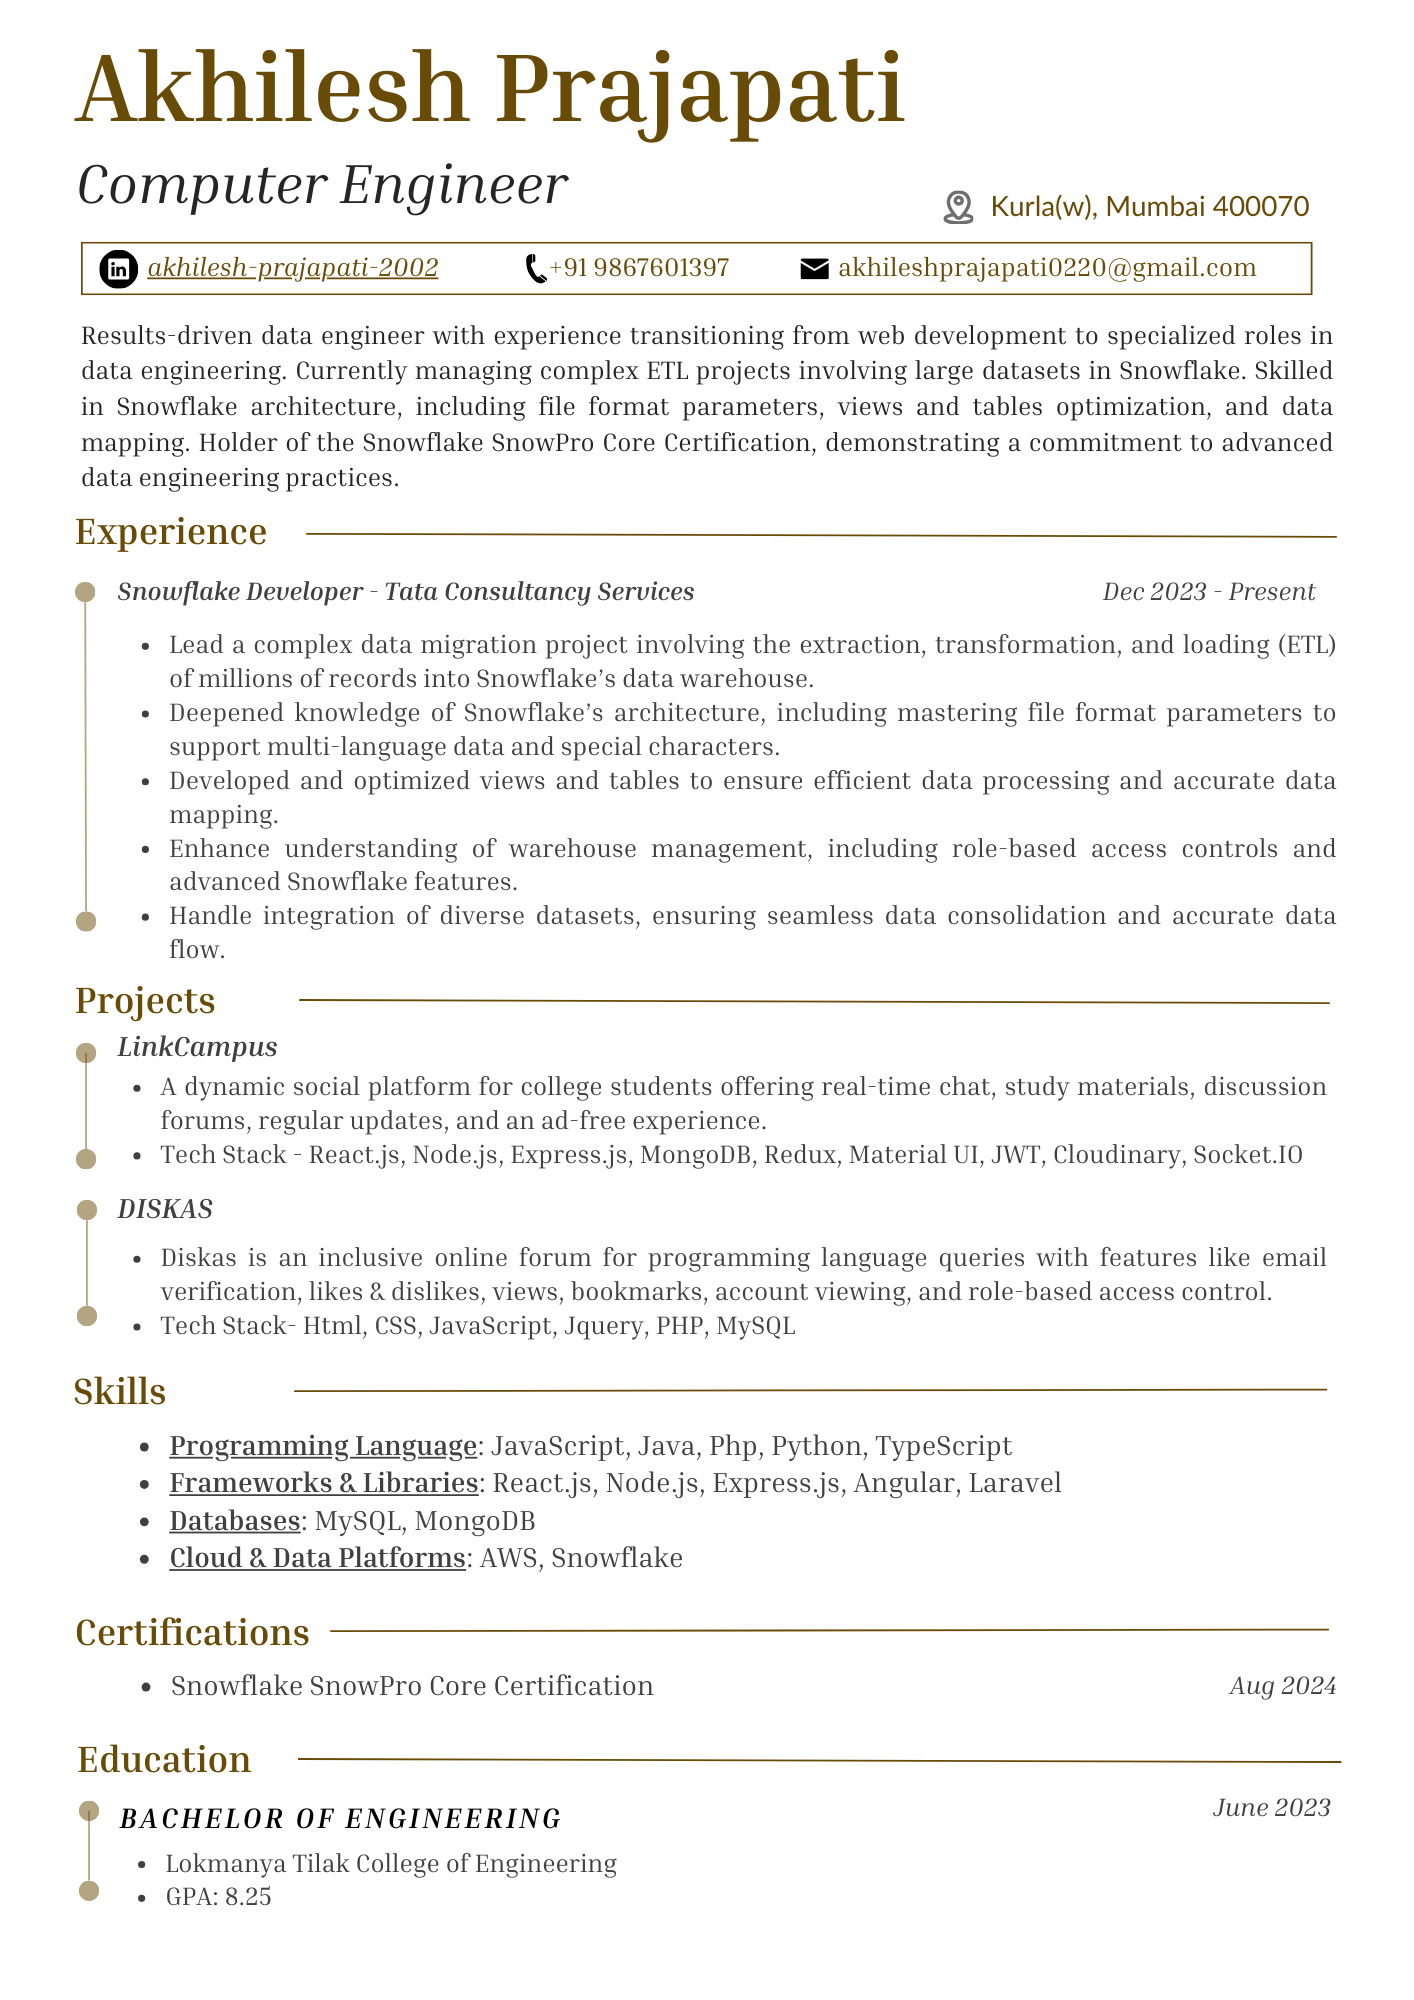 Akhilesh Prajapati
Computer Engineer
Kurla(w), Mumbai 400070
in akhilesh-prajapati-2002 +91 9867601397 akhileshprajapati0220@gmail.com
Results-driven data engineer with experience transitioning from web development to specialized roles in
data engineering. Currently managing complex ETL projects involving large datasets in Snowflake. Skilled
in Snowflake architecture, including file format parameters, views and tables optimization, and data
mapping. Holder of the Snowflake SnowPro Core Certification, demonstrating a commitment to advanced
data engineering practices.
Experience
Snowflake Developer - Tata Consultancy Services Dec 2023 - Present
• Lead a complex data migration project involving the extraction, transformation, and loading (ETL)
of millions of records into Snowflake’s data warehouse.
• Deepened knowledge of Snowflake’s architecture, including mastering file format parameters to
support multi-language data and special characters.
• Developed and optimized views and tables to ensure efficient data processing and accurate data
mapping.
• Enhance understanding of warehouse management, including role-based access controls and
advanced Snowflake features.
• Handle integration of diverse datasets, ensuring seamless data consolidation and accurate data
flow.
Projects
LinkCampus
• A dynamic social platform for college students offering real-time chat, study materials, discussion
forums, regular updates, and an ad-free experience.
• Tech Stack - React.js, Node.js, Express.js, MongoDB, Redux, Material UI, JWT, Cloudinary, Socket.IO
DISKAS
• Diskas is an inclusive online forum for programming language queries with features like email
verification, likes & dislikes, views, bookmarks, account viewing, and role-based access control.
• Tech Stack- Html, CSS, JavaScript, Jquery, PHP, MySQL
Skills
• Programming Language: JavaScript, Java, Php, Python, TypeScript
• Frameworks & Libraries: React.js, Node.js, Express.js, Angular, Laravel
• Databases: MySQL, MongoDB
• Cloud & Data Platforms: AWS, Snowflake
Certifications
• Snowflake SnowPro Core Certification Aug 2024
Education
BACHELOR OF ENGINEERING June 2023
• Lokmanya Tilak College of Engineering
• GPA: 8.25